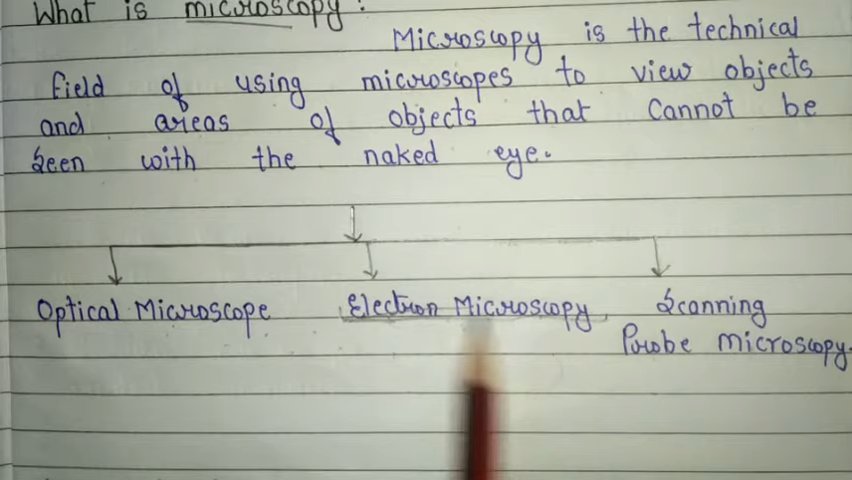 What is microscopy?
Microscopy is the technical
field of using microscopes to view objects
and areas of objects that cannot be
seen with the naked eye.
Optical Microscope Electron Microscopy Scanning
Probe microscopy.